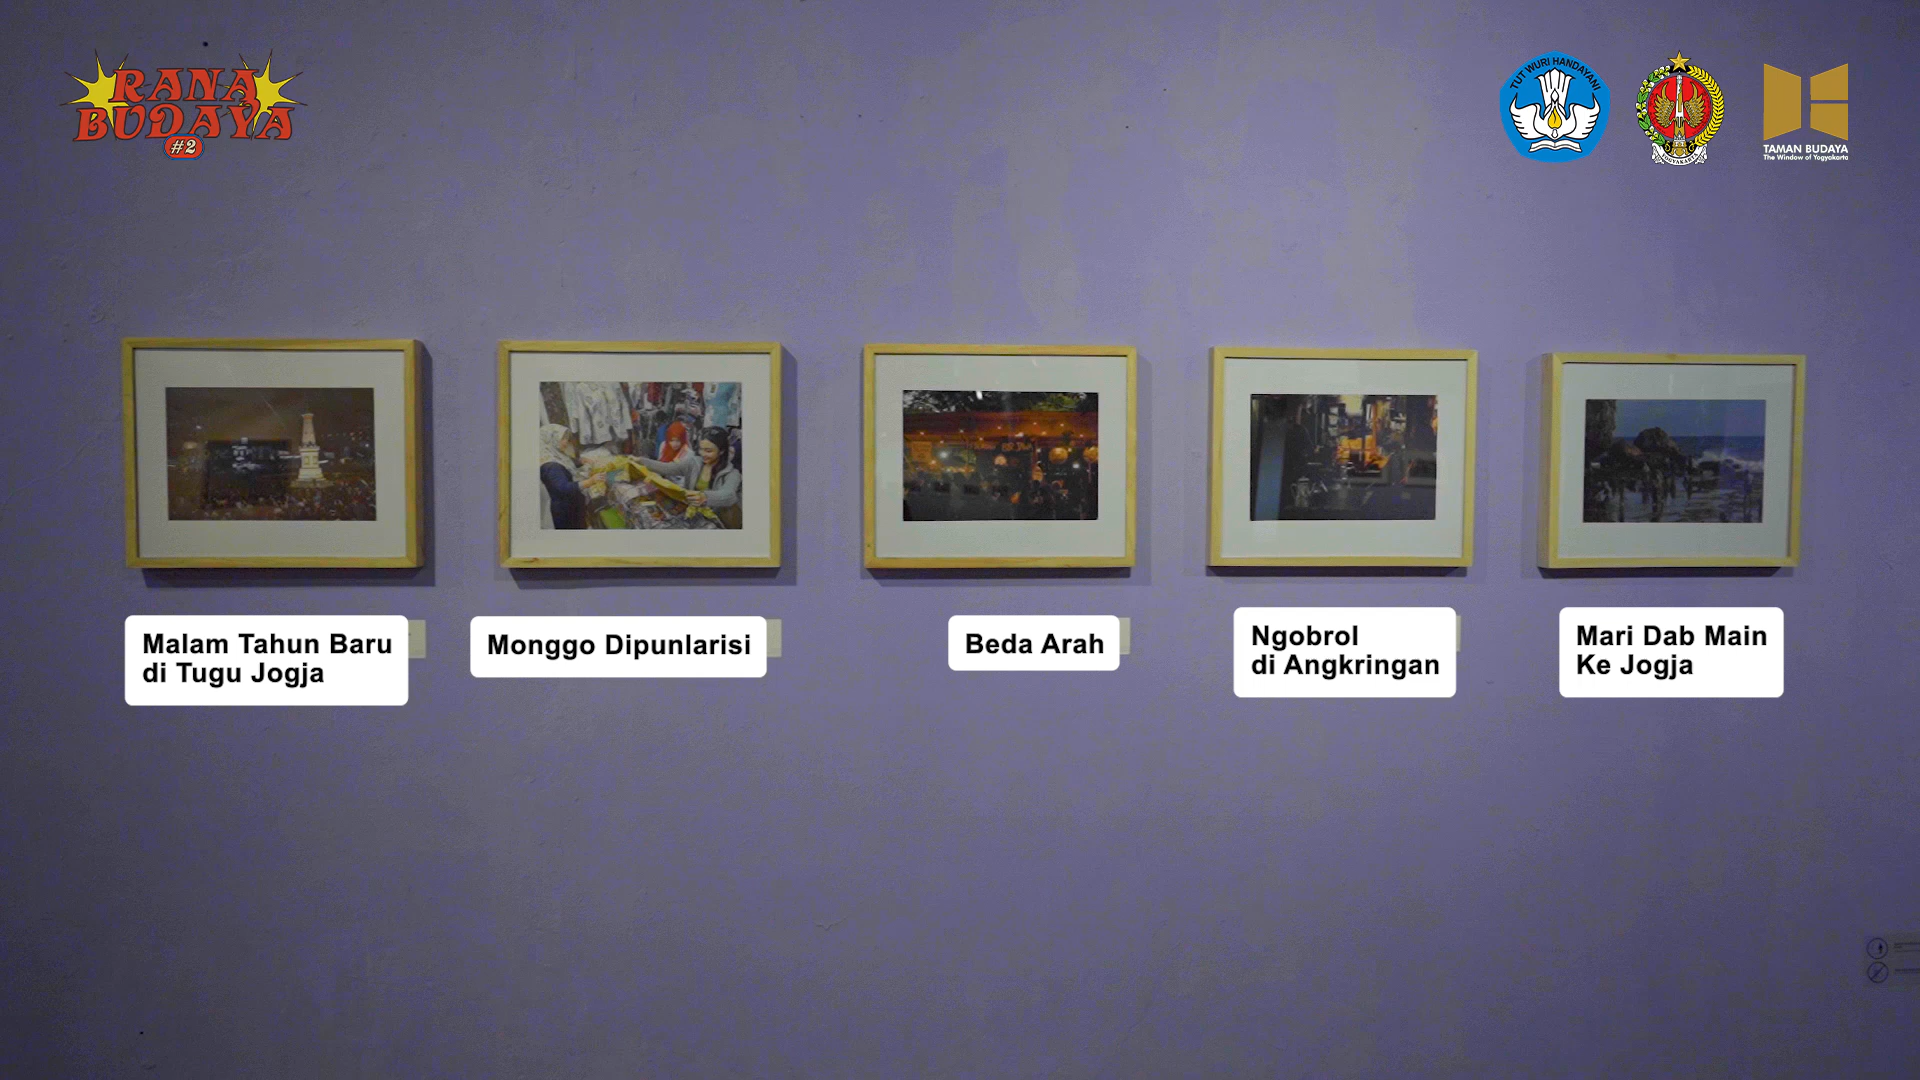 RANA
BUDAYA
#2
TUT WURI HANDAYANI
YOGYAKARTA
TAMAN BUDAYA
The Window of Yogyakarta
Malam Tahun Baru
di Tugu Jogja
Monggo Dipunlarisi
Beda Arah
Ngobrol
di Angkringan
Mari Dab Main
Ke Jogja